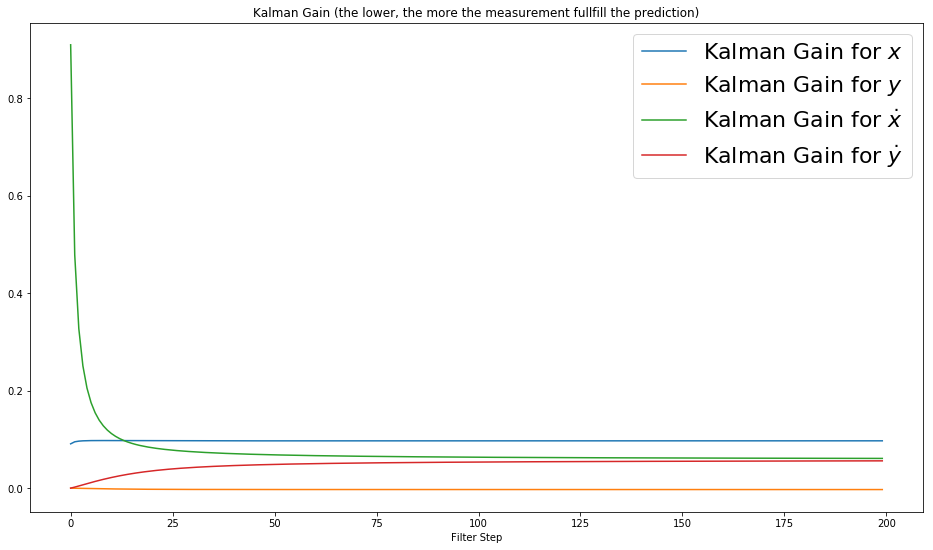 Kalman Gain (the lower, the more the measurement fullfill the prediction)
Kalman Gain for x
Kalman Gain for y
Kalman Gain for ẋ
Kalman Gain for ẏ
0.8
0.6
0.4
0.2
0.0
0 25 50 75 100 125 150 175 200
Filter Step